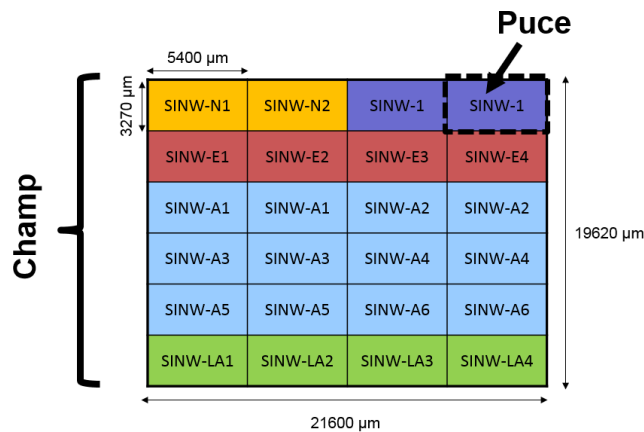 Puce
5400 µm
3270 µm
Champ
SINW-N1 SINW-N2 SINW-1 SINW-1
SINW-E1 SINW-E2 SINW-E3 SINW-E4
SINW-A1 SINW-A1 SINW-A2 SINW-A2
SINW-A3 SINW-A3 SINW-A4 SINW-A4
SINW-A5 SINW-A5 SINW-A6 SINW-A6
SINW-LA1 SINW-LA2 SINW-LA3 SINW-LA4
19620 µm
21600 µm